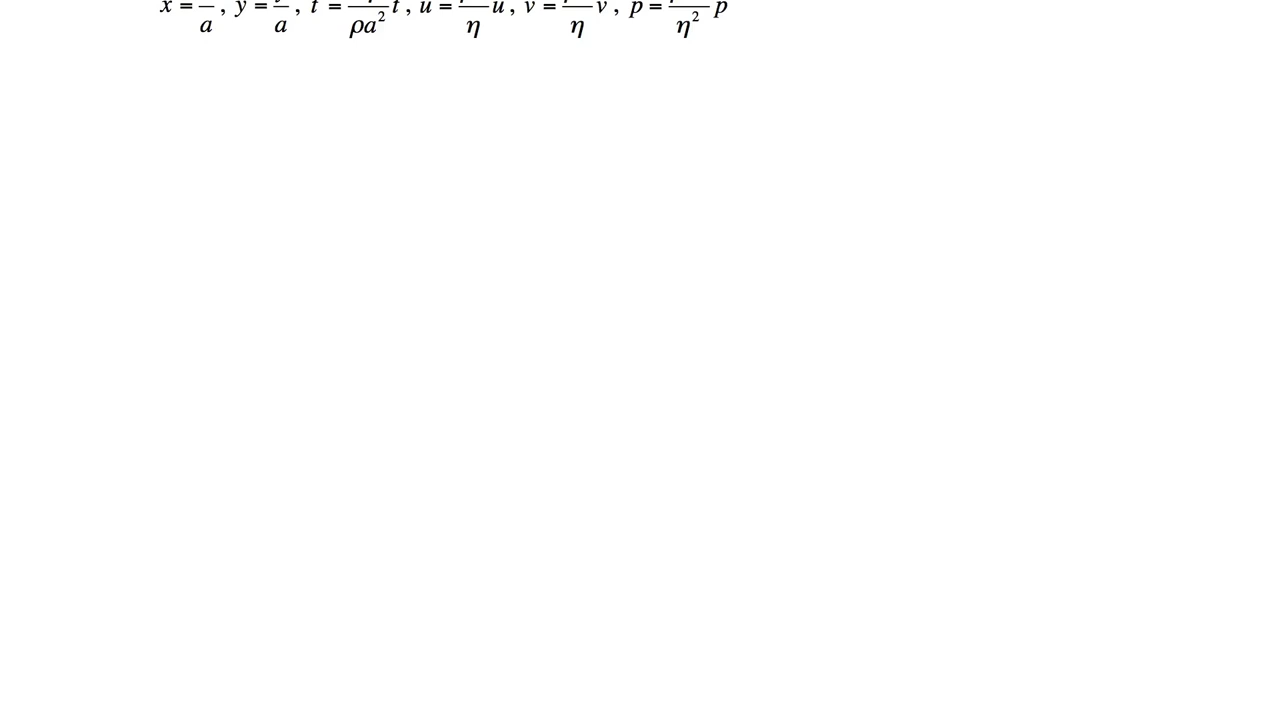 x = — a , y = — a , t = — ρa² t , u = — η u , v = — η v , p = — η² p